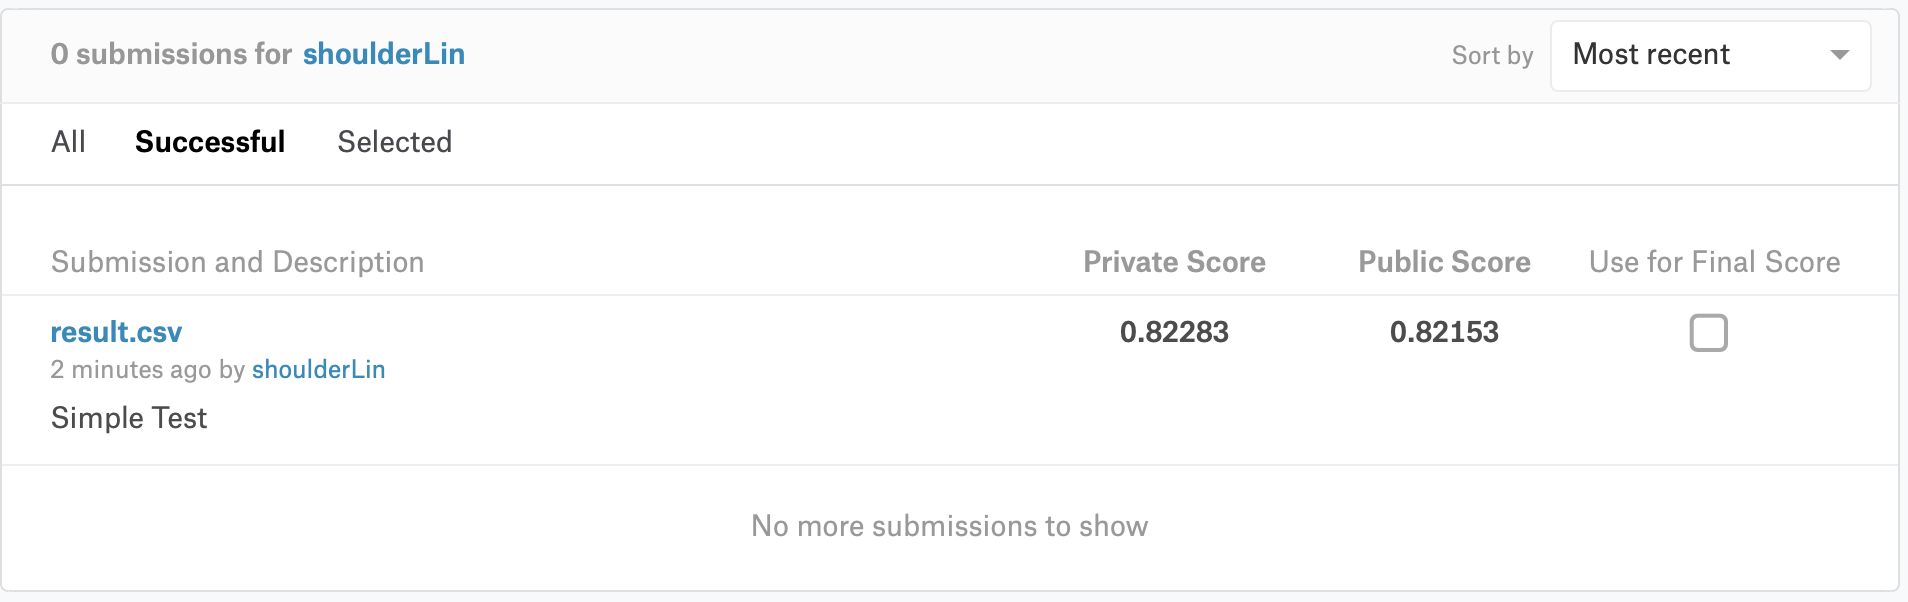 0 submissions for shoulderLin Sort by Most recent
All Successful Selected
Submission and Description Private Score Public Score Use for Final Score
result.csv 0.82283 0.82153
2 minutes ago by shoulderLin
Simple Test
No more submissions to show